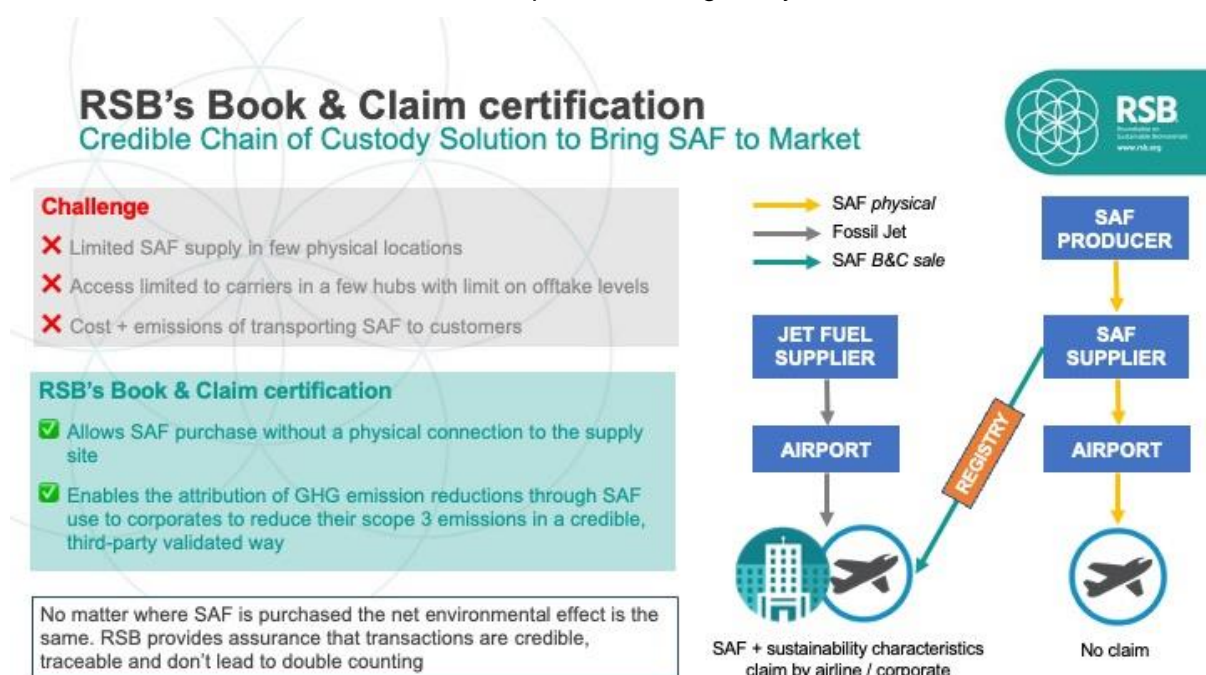 RSB's Book & Claim certification
Credible Chain of Custody Solution to Bring SAF to Market
RSB
Roundtable on
Sustainable Biomaterials
www.rsb.org
Challenge
❌ Limited SAF supply in few physical locations
❌ Access limited to carriers in a few hubs with limit on offtake levels
❌ Cost + emissions of transporting SAF to customers
RSB's Book & Claim certification
✅ Allows SAF purchase without a physical connection to the supply
site
✅ Enables the attribution of GHG emission reductions through SAF
use to corporates to reduce their scope 3 emissions in a credible,
third-party validated way
No matter where SAF is purchased the net environmental effect is the
same. RSB provides assurance that transactions are credible,
traceable and don't lead to double counting
SAF physical
Fossil Jet
SAF B&C sale
JET FUEL
SUPPLIER
AIRPORT
SAF + sustainability characteristics
claim by airline / corporate
REGISTRY
SAF
PRODUCER
SAF
SUPPLIER
AIRPORT
No claim